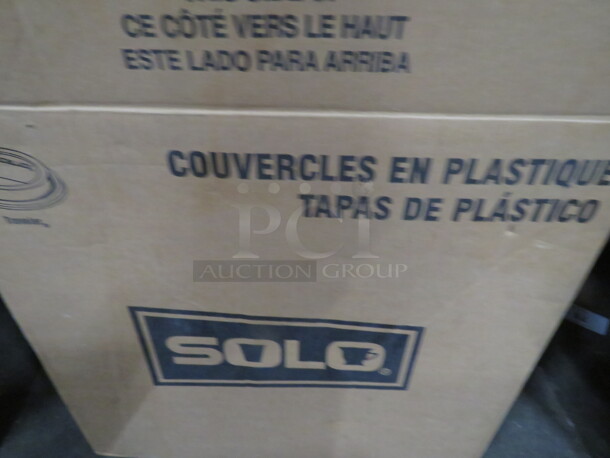 CE CÔTÉ VERS LE HAUT
ESTE LADO PARA ARRIBA
COUVERCLES EN PLASTIQUE
TAPAS DE PLÁSTICO
PCI
AUCTION GROUP
SOLO®